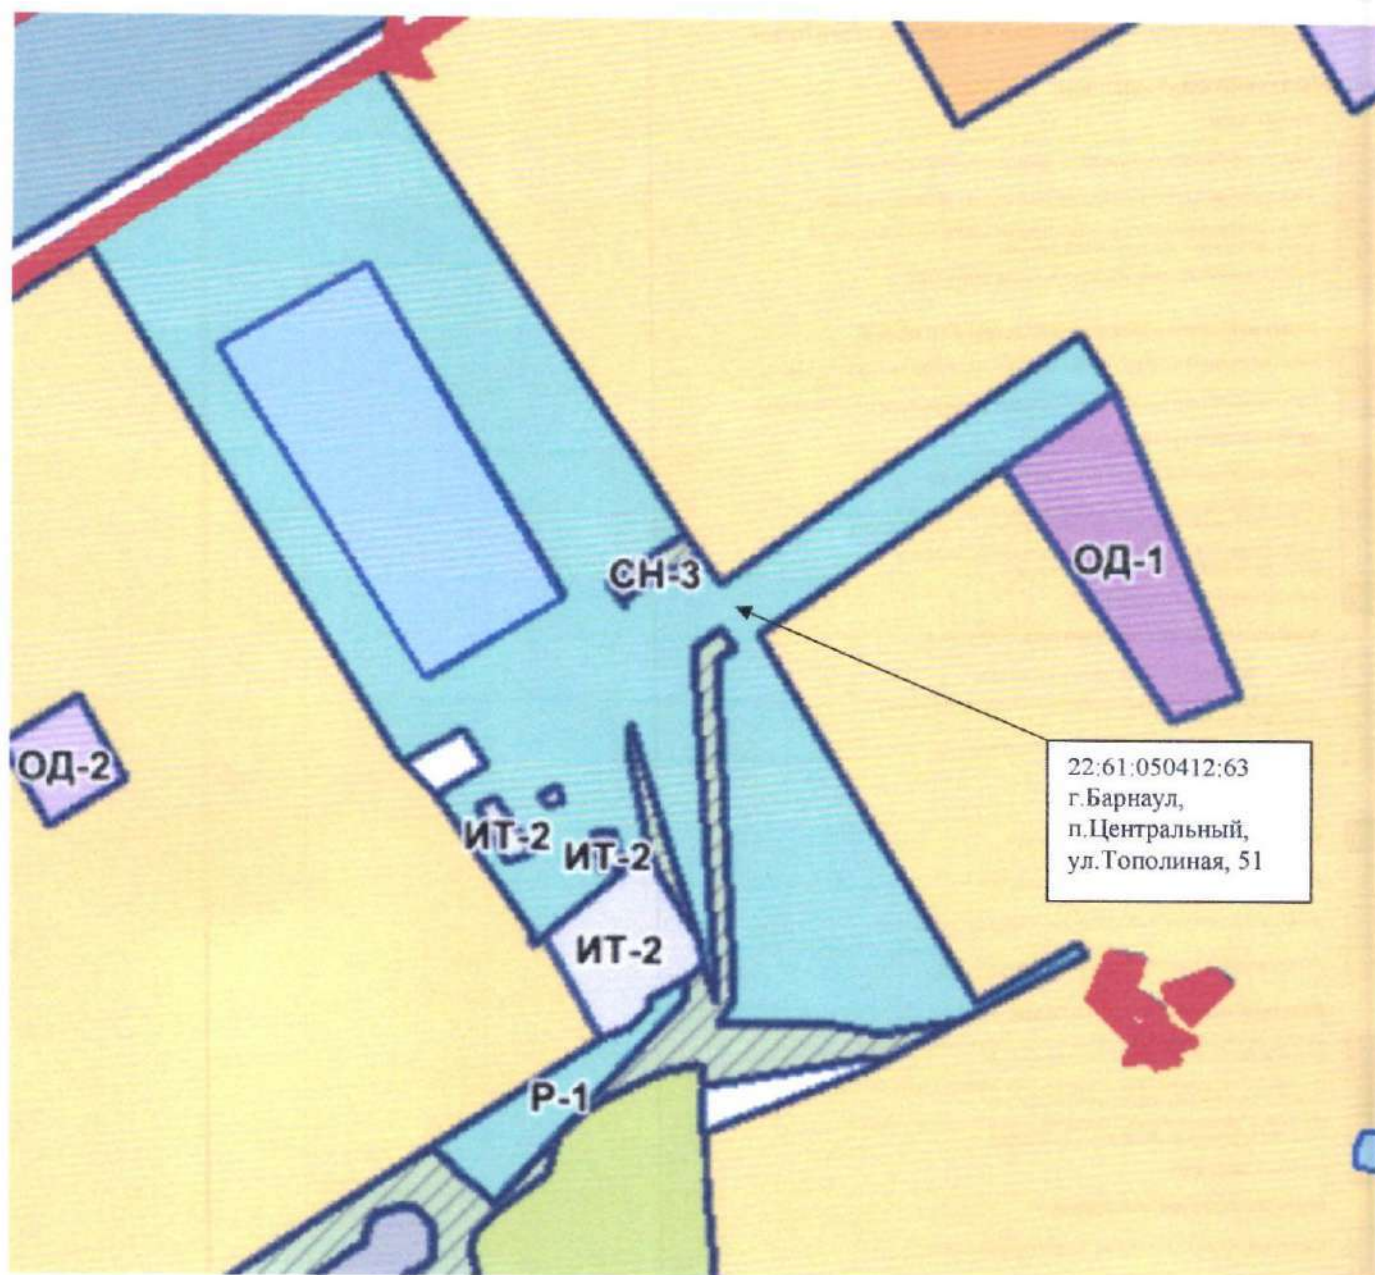 СН-3
ОД-1
ОД-2
22:61:050412:63
г.Барнаул,
п.Центральный,
ул.Тополиная, 51
ИТ-2
ИТ-2
ИТ-2
Р-1